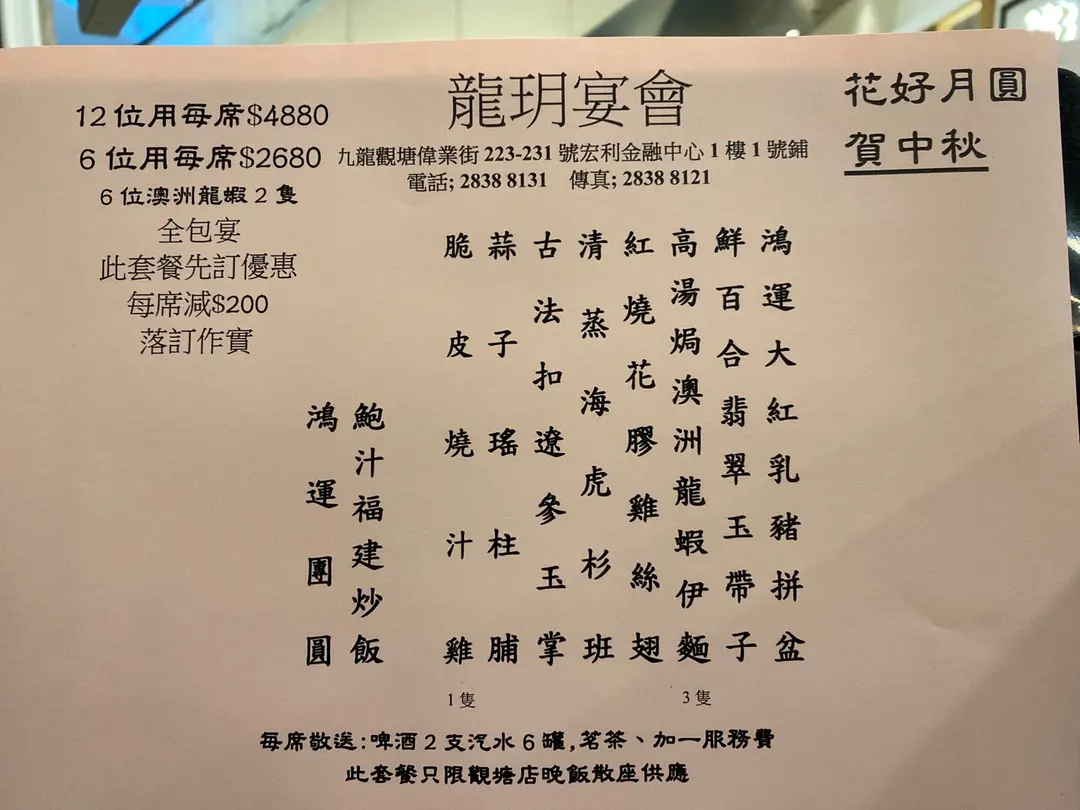 龍玥宴會
九龍觀塘偉業街 223-231 號宏利金融中心 1 樓 1 號鋪
電話; 2838 8131 傳真; 2838 8121
花好月圓
賀中秋
12 位用每席$4880
6 位用每席$2680
6 位澳洲龍蝦 2 隻
全包宴
此套餐先訂優惠
每席減$200
落訂作實
鴻運大紅乳豬拼盆
鮮百合翡翠玉帶子
高湯焗澳洲龍蝦伊麵
3 隻
紅燒花膠雞絲翅
清蒸海虎杉班
古法扣遼參玉掌
蒜子瑤柱脯
脆皮燒汁雞
1 隻
鮑汁福建炒飯
鴻運團圓
每席敬送:啤酒 2 支汽水 6 罐,茗茶、加一服務費
此套餐只限觀塘店晚飯散座供應